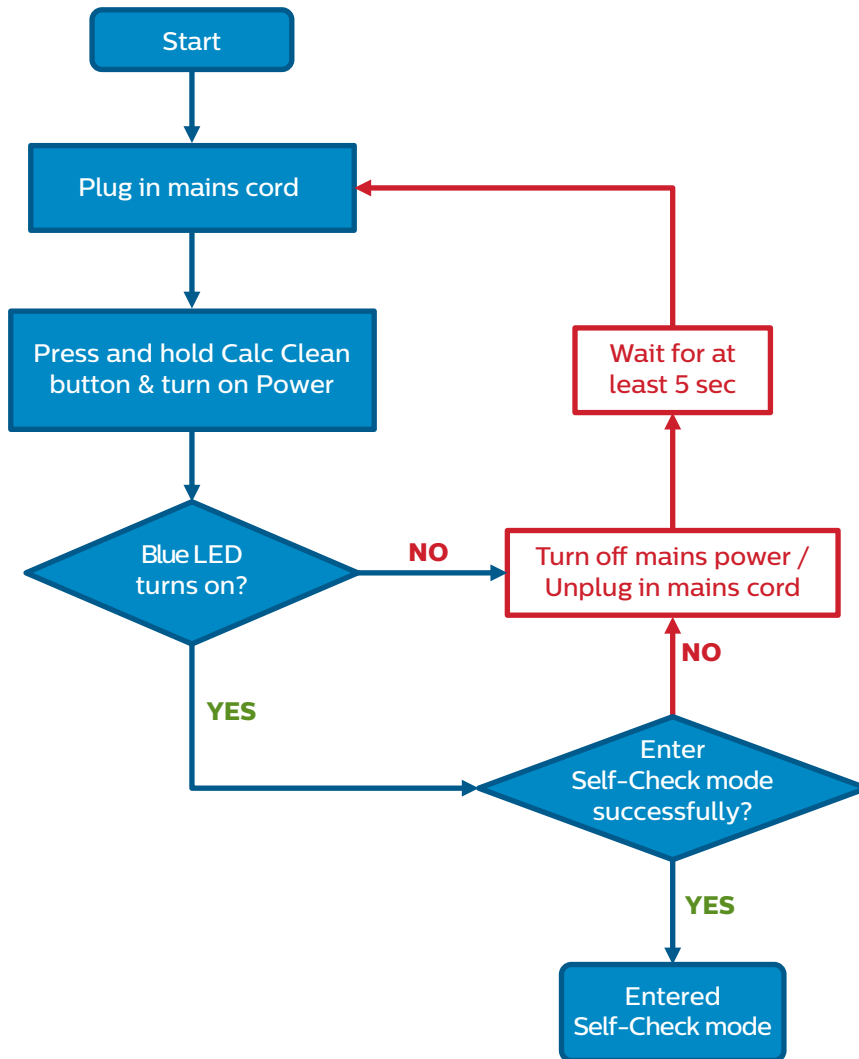 Start
Plug in mains cord
Press and hold Calc Clean
button & turn on Power
Wait for at
least 5 sec
Blue LED
turns on?
NO
Turn off mains power /
Unplug in mains cord
NO
YES
Enter
Self-Check mode
successfully?
YES
Entered
Self-Check mode